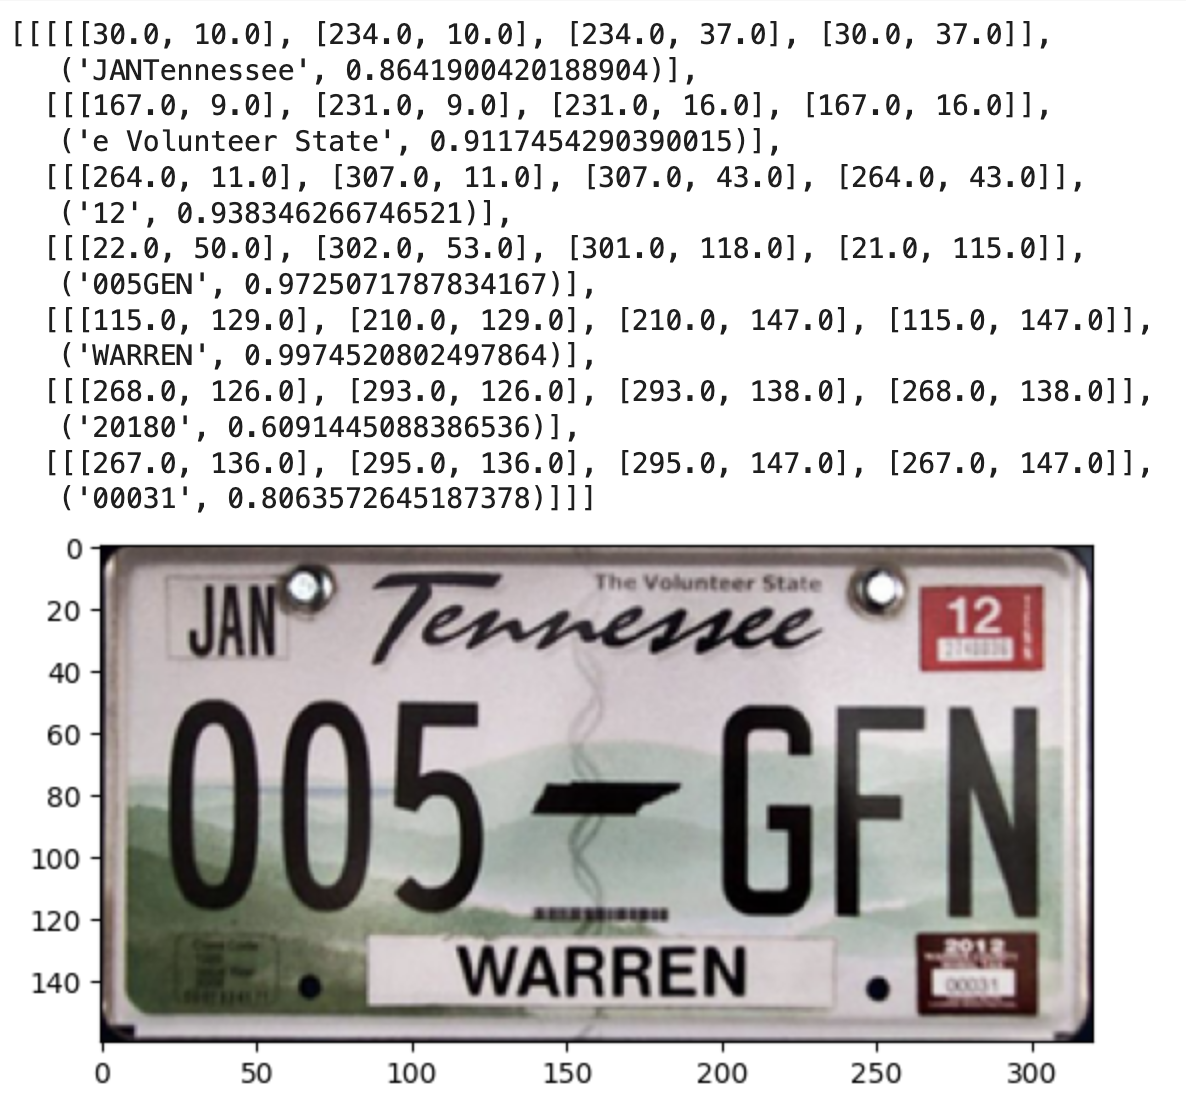 [[[[[30.0, 10.0], [234.0, 10.0], [234.0, 37.0], [30.0, 37.0]],
('JANTennessee', 0.8641900420188904)],
[[[167.0, 9.0], [231.0, 9.0], [231.0, 16.0], [167.0, 16.0]],
('e Volunteer State', 0.9117454290390015)],
[[[264.0, 11.0], [307.0, 11.0], [307.0, 43.0], [264.0, 43.0]],
('12', 0.938346266746521)],
[[[22.0, 50.0], [302.0, 53.0], [301.0, 118.0], [21.0, 115.0]],
('005GEN', 0.9725071787834167)],
[[[115.0, 129.0], [210.0, 129.0], [210.0, 147.0], [115.0, 147.0]],
('WARREN', 0.9974520802497864)],
[[[268.0, 126.0], [293.0, 126.0], [293.0, 138.0], [268.0, 138.0]],
('20180', 0.6091445088386536)],
[[[267.0, 136.0], [295.0, 136.0], [295.0, 147.0], [267.0, 147.0]],
('00031', 0.8063572645187378)]]]
0
20
40
60
80
100
120
140
The Volunteer State
JAN Tennessee 12
005 GFN
WARREN
2012
00031
0 50 100 150 200 250 300